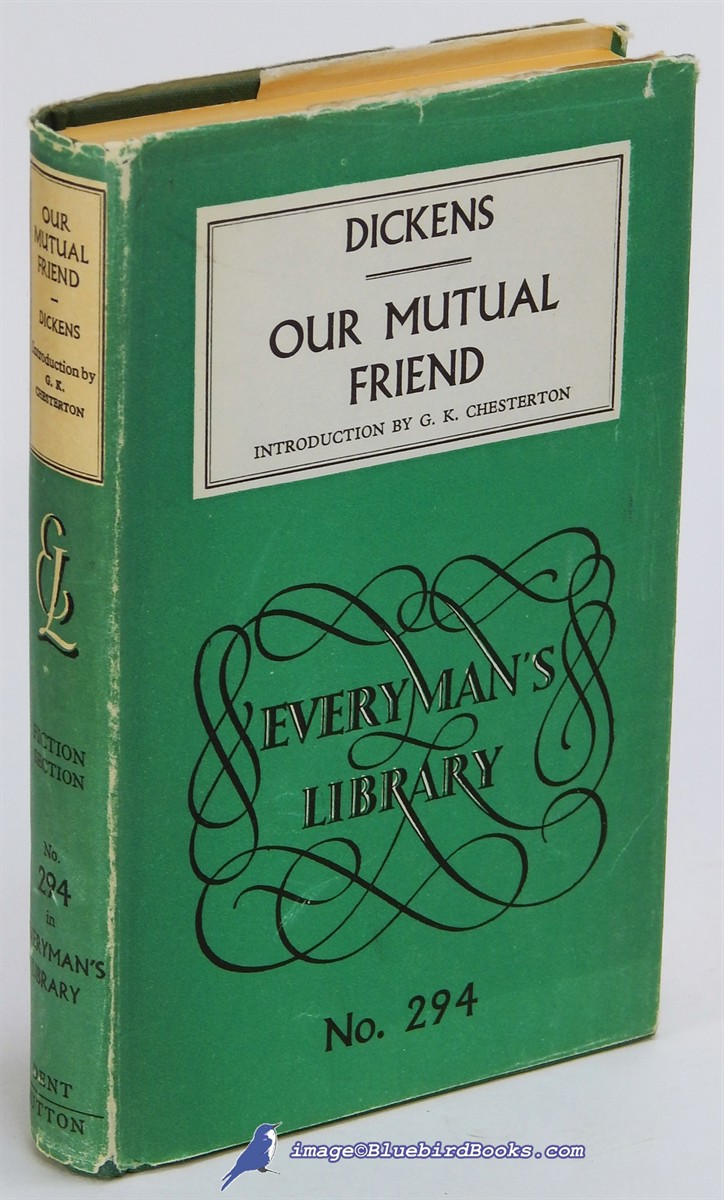 DICKENS
OUR MUTUAL
FRIEND
INTRODUCTION BY G. K. CHESTERTON
EVERYMAN'S
LIBRARY
No. 294
OUR
MUTUAL
FRIEND
DICKENS
Introduction by
G. K.
CHESTERTON
EL
FICTION
SECTION
No.
294
in
EVERYMAN'S
LIBRARY
DENT
DUTTON
image©BluebirdBooks.com